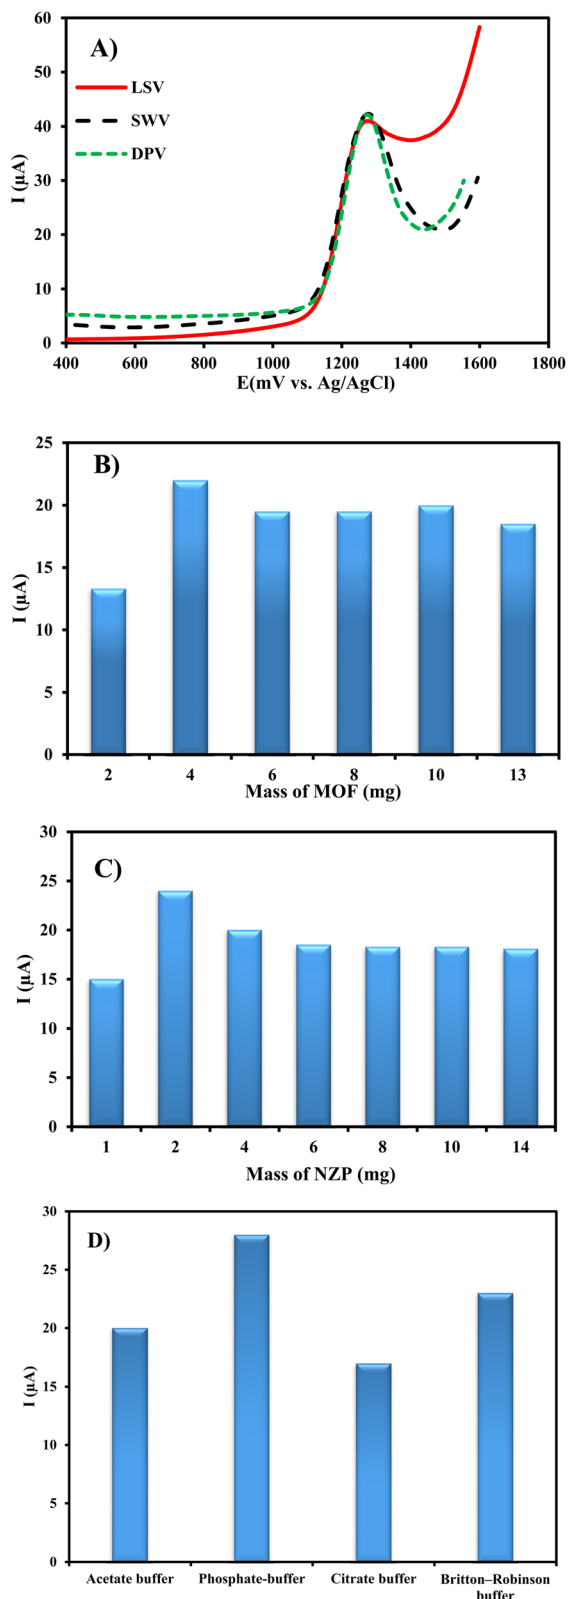 A)
LSV
SWV
DPV
I (µA)
60
50
40
30
20
10
0
400 600 800 1000 1200 1400 1600 1800
E(mV vs. Ag/AgCl)
B)
I (µA)
25
20
15
10
5
0
2 4 6 8 10 13
Mass of MOF (mg)
C)
I (µA)
30
25
20
15
10
5
0
1 2 4 6 8 10 14
Mass of NZP (mg)
D)
I (µA)
30
25
20
15
10
5
0
Acetate buffer Phosphate-buffer Citrate buffer Britton–Robinson
buffer